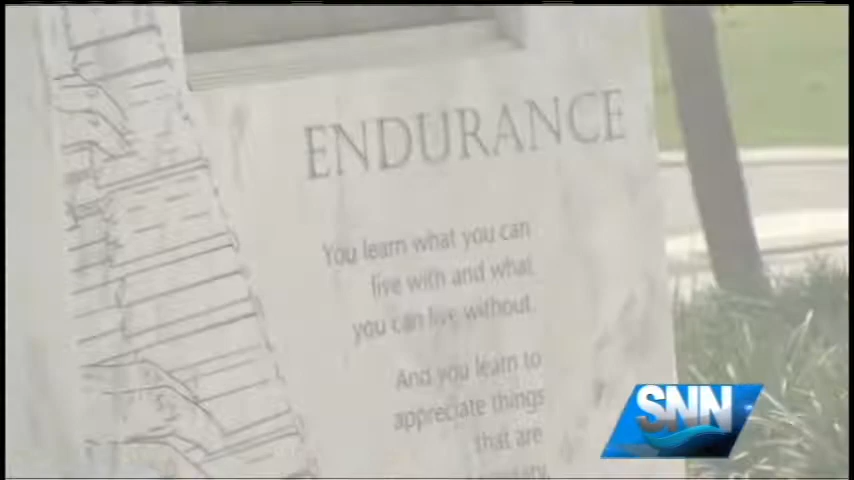 ENDURANCE
You learn what you can
live with and what
you can live without.
And you learn to
appreciate things
that are
SNN